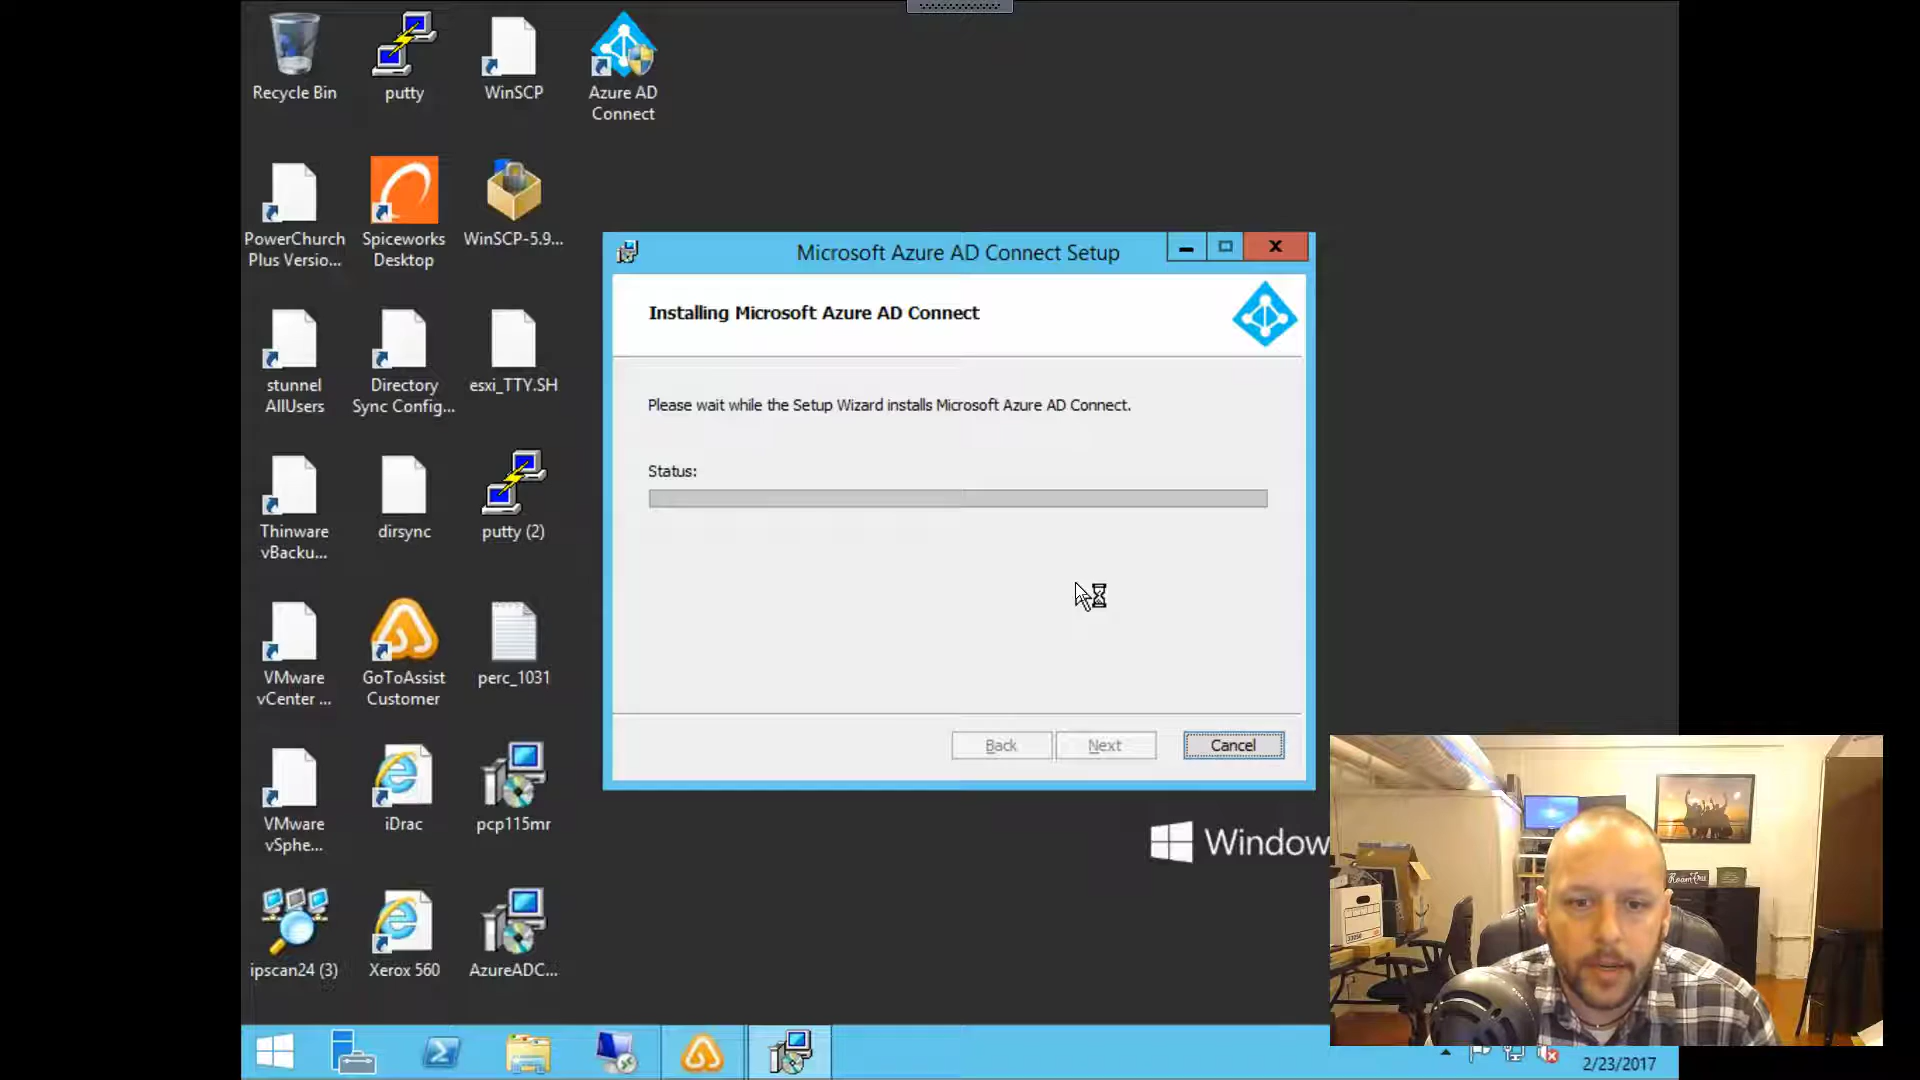 Recycle Bin
putty
WinSCP
Azure AD
Connect
PowerChurch
Plus Versio...
Spiceworks
Desktop
WinSCP-5.9...
stunnel
AllUsers
Directory
Sync Config...
esxi_TTY.SH
Thinware
vBacku...
dirsync
putty (2)
VMware
vCenter ...
GoToAssist
Customer
perc_1031
VMware
vSphe...
iDrac
pcp115mr
ipscan24 (3)
Xerox 560
AzureADC...
Microsoft Azure AD Connect Setup
Installing Microsoft Azure AD Connect
Please wait while the Setup Wizard installs Microsoft Azure AD Connect.
Status:
Back
Next
Cancel
Window
RoomOne
2/23/2017